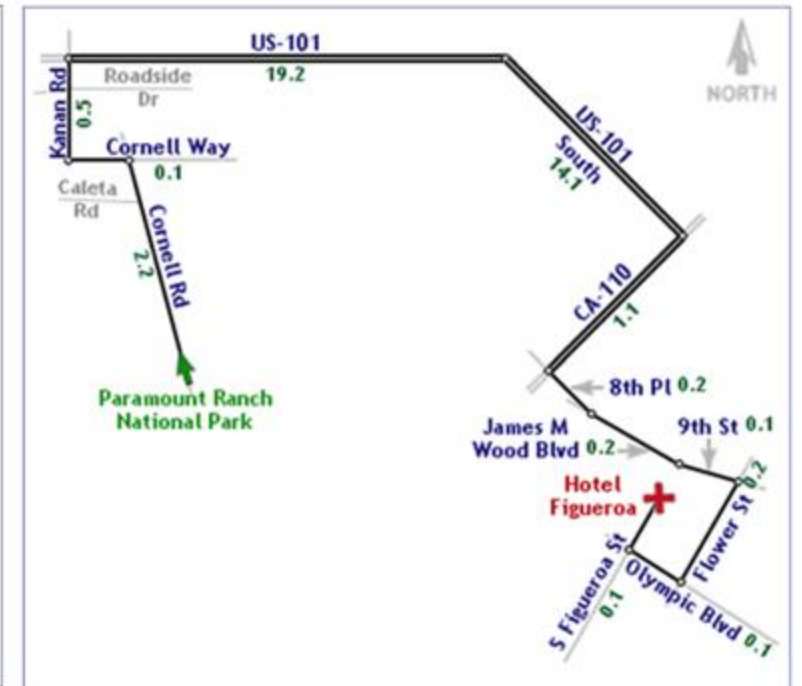 US-101
19.2
NORTH
Roadside
Dr
Kanan Rd
0.5
Cornell Way
0.1
Caleta
Rd
Cornell Rd
2.2
Paramount Ranch
National Park
US-101
South
14.1
CA-110
1.1
8th Pl 0.2
James M
Wood Blvd 0.2
9th St 0.1
0.2
Flower St
Hotel
Figueroa
S Figueroa St
0.1
Olympic Blvd 0.1